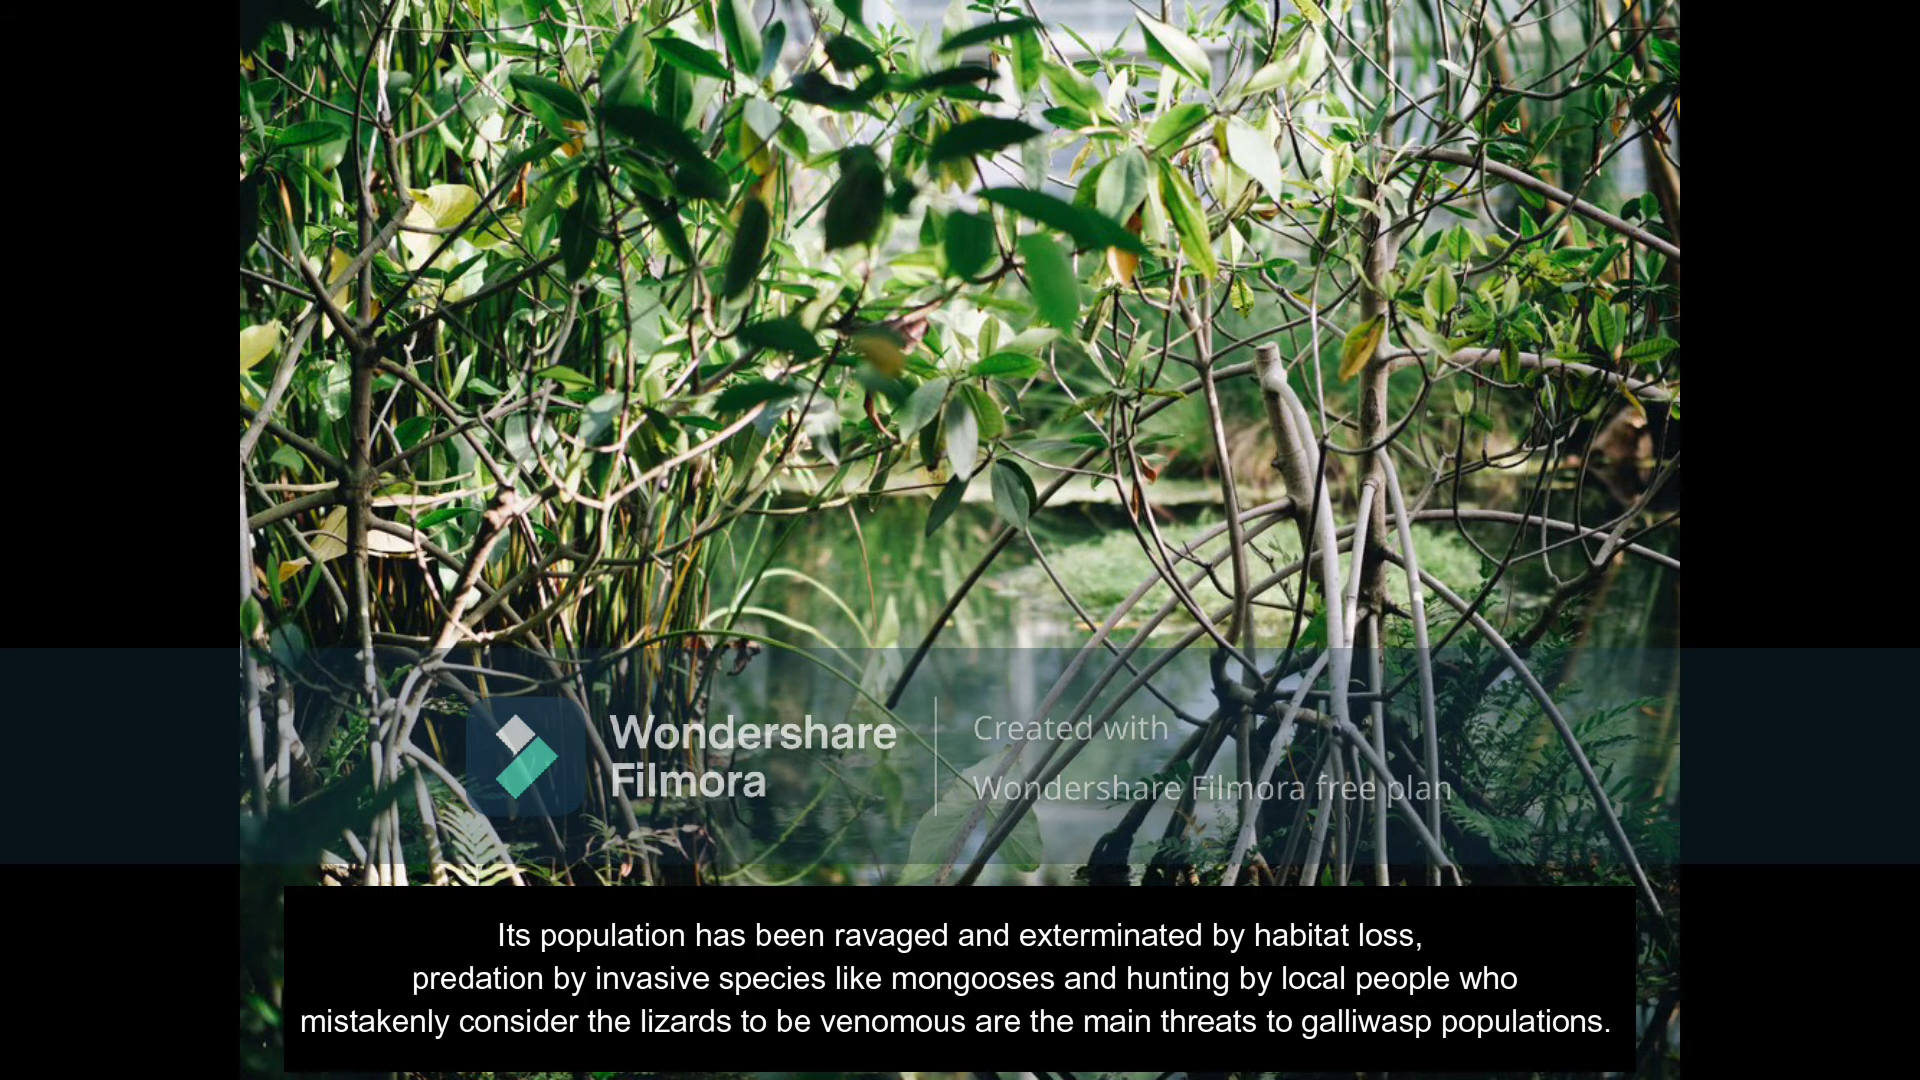 Wondershare
Filmora
Created with
Wondershare Filmora free plan
Its population has been ravaged and exterminated by habitat loss,
predation by invasive species like mongooses and hunting by local people who
mistakenly consider the lizards to be venomous are the main threats to galliwasp populations.